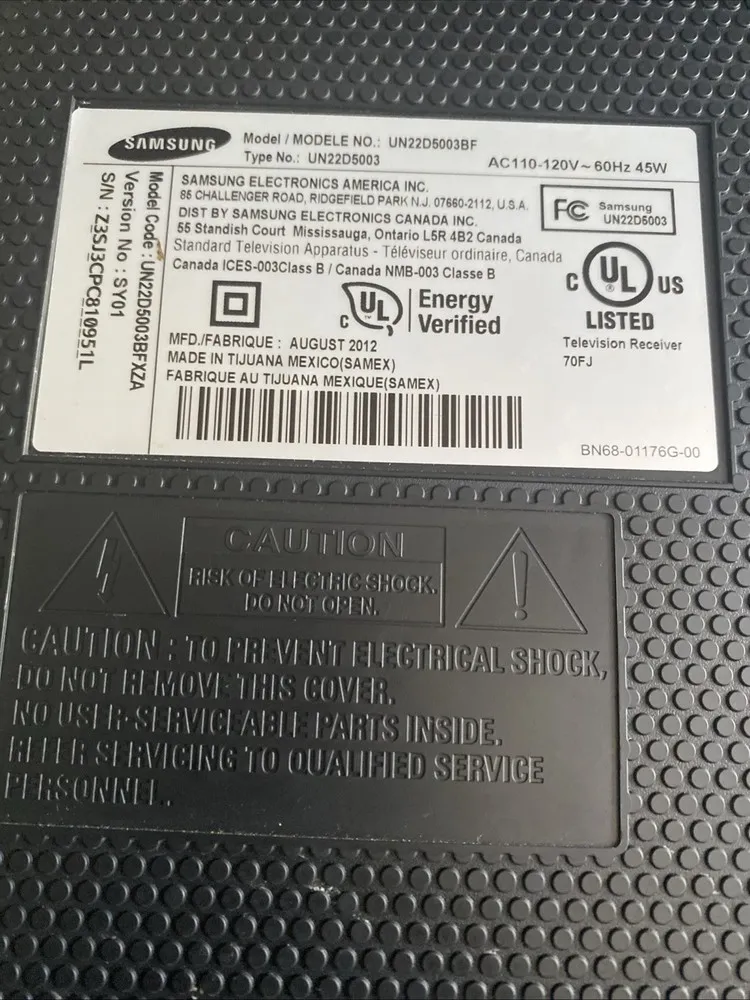 SAMSUNG
Model / MODELE NO.: UN22D5003BF
Type No.: UN22D5003
AC110-120V~60Hz 45W
Model Code : UN22D5003BFXZA
Version No : SY01
S/N : Z3SJ3CPC810951L
SAMSUNG ELECTRONICS AMERICA INC.
85 CHALLENGER ROAD, RIDGEFIELD PARK N.J. 07660-2112, U.S.A.
DIST BY SAMSUNG ELECTRONICS CANADA INC.
55 Standish Court Mississauga, Ontario L5R 4B2 Canada
Standard Television Apparatus - Téléviseur ordinaire, Canada
Canada ICES-003Class B / Canada NMB-003 Classe B
FC Samsung
UN22D5003
C UL US
LISTED
Television Receiver
70FJ
C UL Energy
Verified
MFD./FABRIQUE : AUGUST 2012
MADE IN TIJUANA MEXICO(SAMEX)
FABRIQUE AU TIJUANA MEXIQUE(SAMEX)
BN68-01176G-00
CAUTION
RISK OF ELECTRIC SHOCK.
DO NOT OPEN.
!
CAUTION : TO PREVENT ELECTRICAL SHOCK,
DO NOT REMOVE THIS COVER.
NO USER-SERVICEABLE PARTS INSIDE.
REFER SERVICING TO QUALIFIED SERVICE
PERSONNEL.